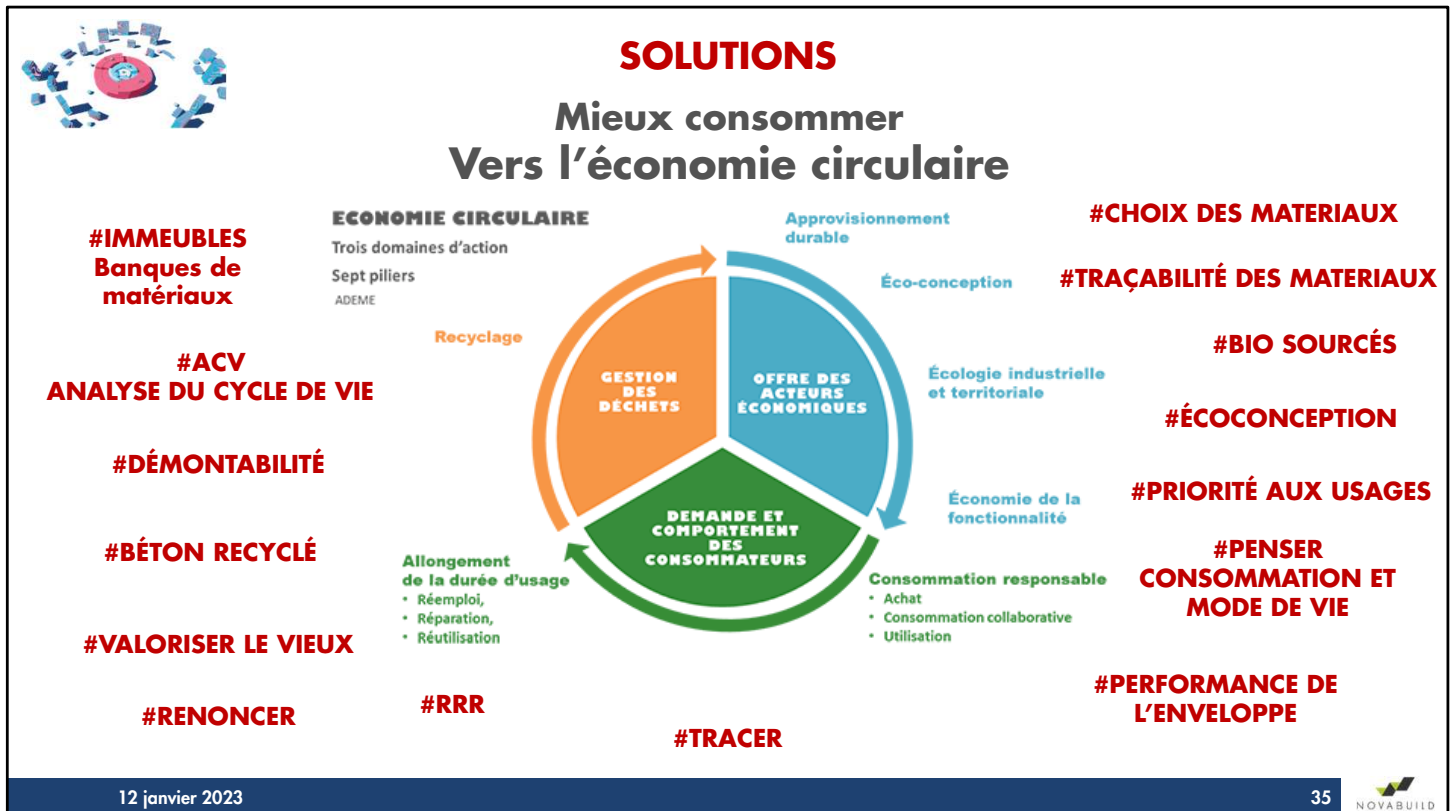 SOLUTIONS
Mieux consommer
Vers l’économie circulaire
#IMMEUBLES
Banques de
matériaux
#ACV
ANALYSE DU CYCLE DE VIE
#DÉMONTABILITÉ
#BÉTON RECYCLÉ
#VALORISER LE VIEUX
#RENONCER
ECONOMIE CIRCULAIRE
Trois domaines d’action
Sept piliers
ADEME
Recyclage
GESTION
DES
DÉCHETS
OFFRE DES
ACTEURS
ÉCONOMIQUES
DEMANDE ET
COMPORTEMENT
DES
CONSOMMATEURS
Approvisionnement
durable
Éco-conception
Écologie industrielle
et territoriale
Économie de la
fonctionnalité
Consommation responsable
• Achat
• Consommation collaborative
• Utilisation
Allongement
de la durée d’usage
• Réemploi,
• Réparation,
• Réutilisation
#RRR
#TRACER
#CHOIX DES MATERIAUX
#TRAÇABILITÉ DES MATERIAUX
#BIO SOURCÉS
#ÉCOCONCEPTION
#PRIORITÉ AUX USAGES
#PENSER
CONSOMMATION ET
MODE DE VIE
#PERFORMANCE DE
L’ENVELOPPE
12 janvier 2023
35
NOVABUILD